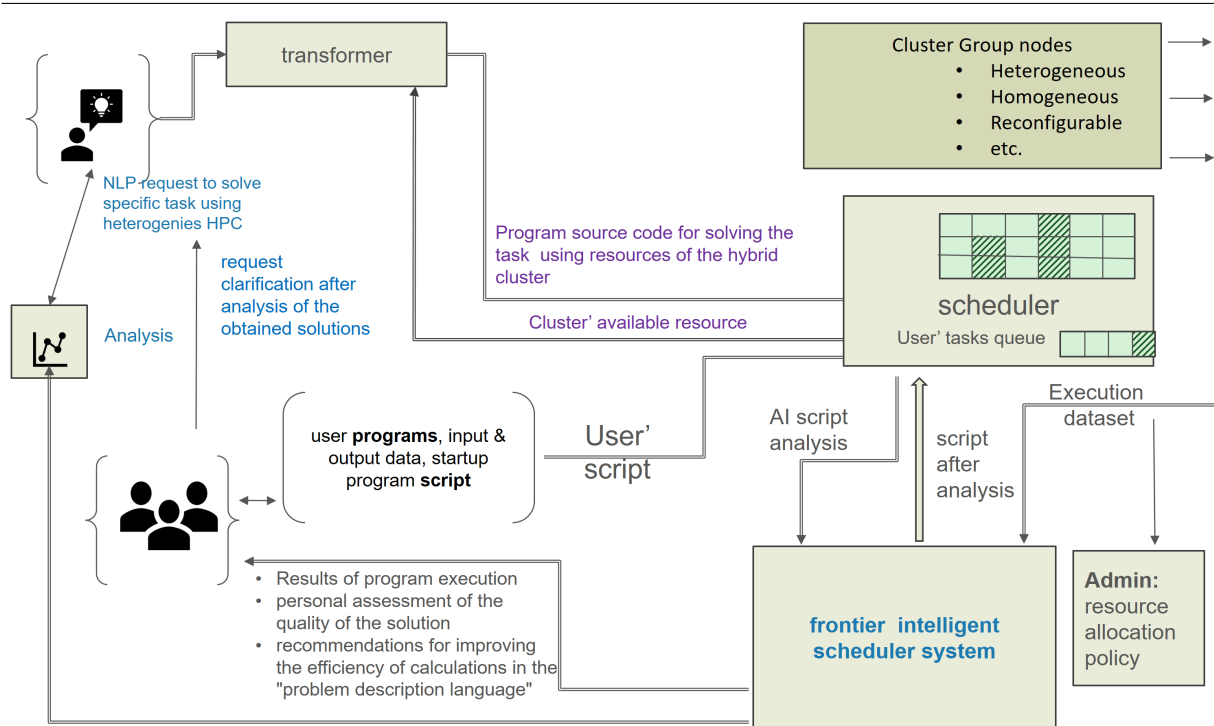 transformer
Cluster Group nodes
• Heterogeneous
• Homogeneous
• Reconfigurable
• etc.
NLP request to solve
specific task using
heterogenies HPC
request
clarification after
analysis of the
obtained solutions
Program source code for solving the
task using resources of the hybrid
cluster
Cluster' available resource
scheduler
User' tasks queue
Analysis
user programs, input &
output data, startup
program script
User'
script
AI script
analysis
script
after
analysis
Execution
dataset
• Results of program execution
• personal assessment of the
quality of the solution
• recommendations for improving
the efficiency of calculations in the
"problem description language"
frontier intelligent
scheduler system
Admin:
resource
allocation
policy